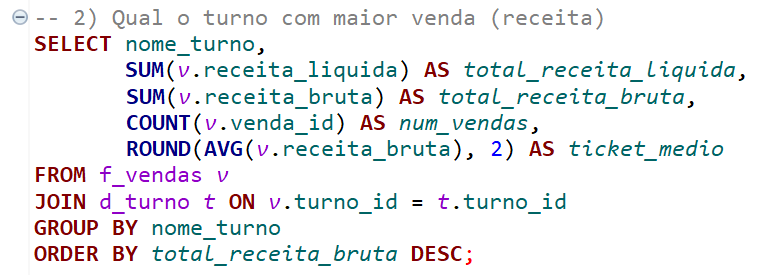 -- 2) Qual o turno com maior venda (receita)
SELECT nome_turno,
       SUM(v.receita_liquida) AS total_receita_liquida,
       SUM(v.receita_bruta) AS total_receita_bruta,
       COUNT(v.venda_id) AS num_vendas,
       ROUND(AVG(v.receita_bruta), 2) AS ticket_medio
FROM f_vendas v
JOIN d_turno t ON v.turno_id = t.turno_id
GROUP BY nome_turno
ORDER BY total_receita_bruta DESC;